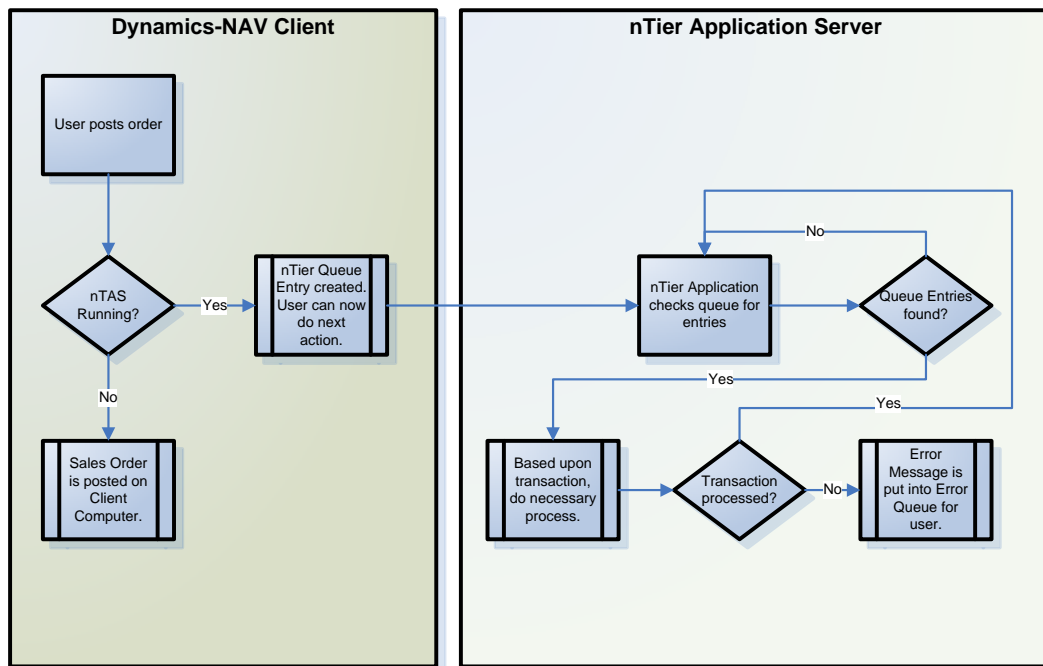 Dynamics-NAV Client
User posts order
nTAS
Running?
Yes
nTier Queue
Entry created.
User can now
do next
action.
No
Sales Order
is posted on
Client
Computer.
nTier Application Server
No
nTier Application
checks queue for
entries
Queue Entries
found?
Yes
Yes
Based upon
transaction,
do necessary
process.
Transaction
processed?
No
Error
Message is
put into Error
Queue for
user.